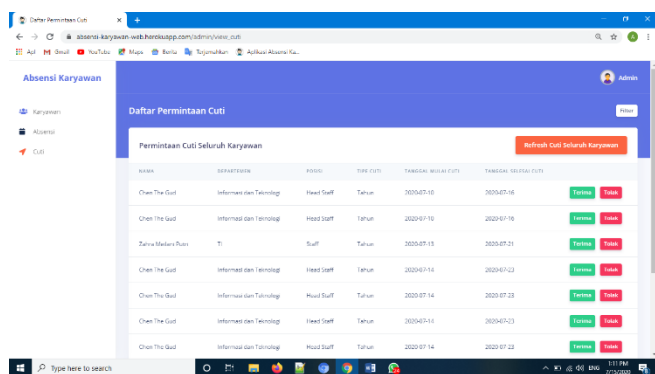 Daftar Permintaan Cuti
absensi-karyawan-web.herokuapp.com/admin/view_cuti
Apl Gmail YouTube Maps Berita Terjemahkan Aplikasi Absensi Ka...
Absensi Karyawan
Admin
Karyawan
Absensi
Cuti
Daftar Permintaan Cuti
Filter
Permintaan Cuti Seluruh Karyawan
Refresh Cuti Seluruh Karyawan
NAMA DEPARTEMEN POSISI TIPE CUTI TANGGAL MULAI CUTI TANGGAL SELESAI CUTI
Chen The Gud Informasi dan Teknologi Head Staff Tahun 2020-07-10 2020-07-16 Terima Tolak
Chen The Gud Informasi dan Teknologi Head Staff Tahun 2020-07-10 2020-07-16 Terima Tolak
Zahra Medani Putri TI Staff Tahun 2020-07-13 2020-07-21 Terima Tolak
Chen The Gud Informasi dan Teknologi Head Staff Tahun 2020-07-14 2020-07-23 Terima Tolak
Chen The Gud Informasi dan Teknologi Head Staff Tahun 2020-07-14 2020-07-23 Terima Tolak
Chen The Gud Informasi dan Teknologi Head Staff Tahun 2020-07-14 2020-07-23 Terima Tolak
Chen The Gud Informasi dan Teknologi Head Staff Tahun 2020-07-14 2020-07-23 Terima Tolak
Type here to search
ENG
1:11 PM
7/15/2020